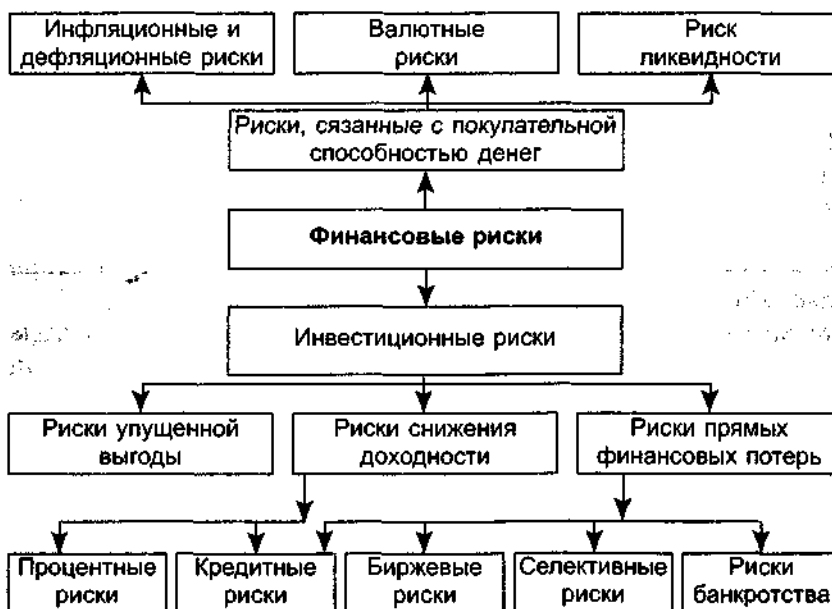 Инфляционные и
дефляционные риски
Валютные
риски
Риск
ликвидности
Риски, сязанные с покупательной
способностью денег
Финансовые риски
Инвестиционные риски
Риски упущенной
выгоды
Риски снижения
доходности
Риски прямых
финансовых потерь
Процентные
риски
Кредитные
риски
Биржевые
риски
Селективные
риски
Риски
банкротства